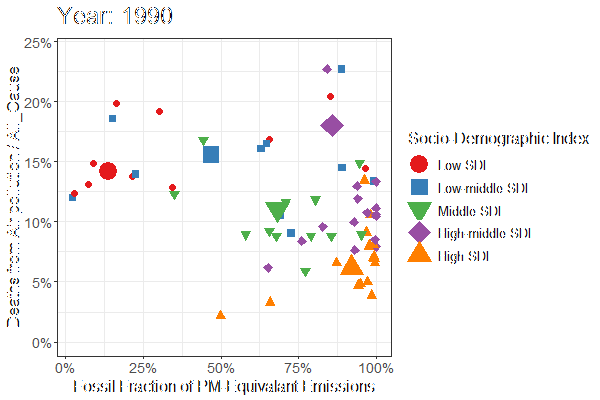 Year: 1990
25%
20%
15%
10%
5%
0%
0%
25%
50%
75%
100%
Deaths from Air pollution / All_Cause
Fossil Fraction of PM-Equivalant Emissions
Socio-Demographic Index
Low SDI
Low-middle SDI
Middle SDI
High-middle SDI
High SDI